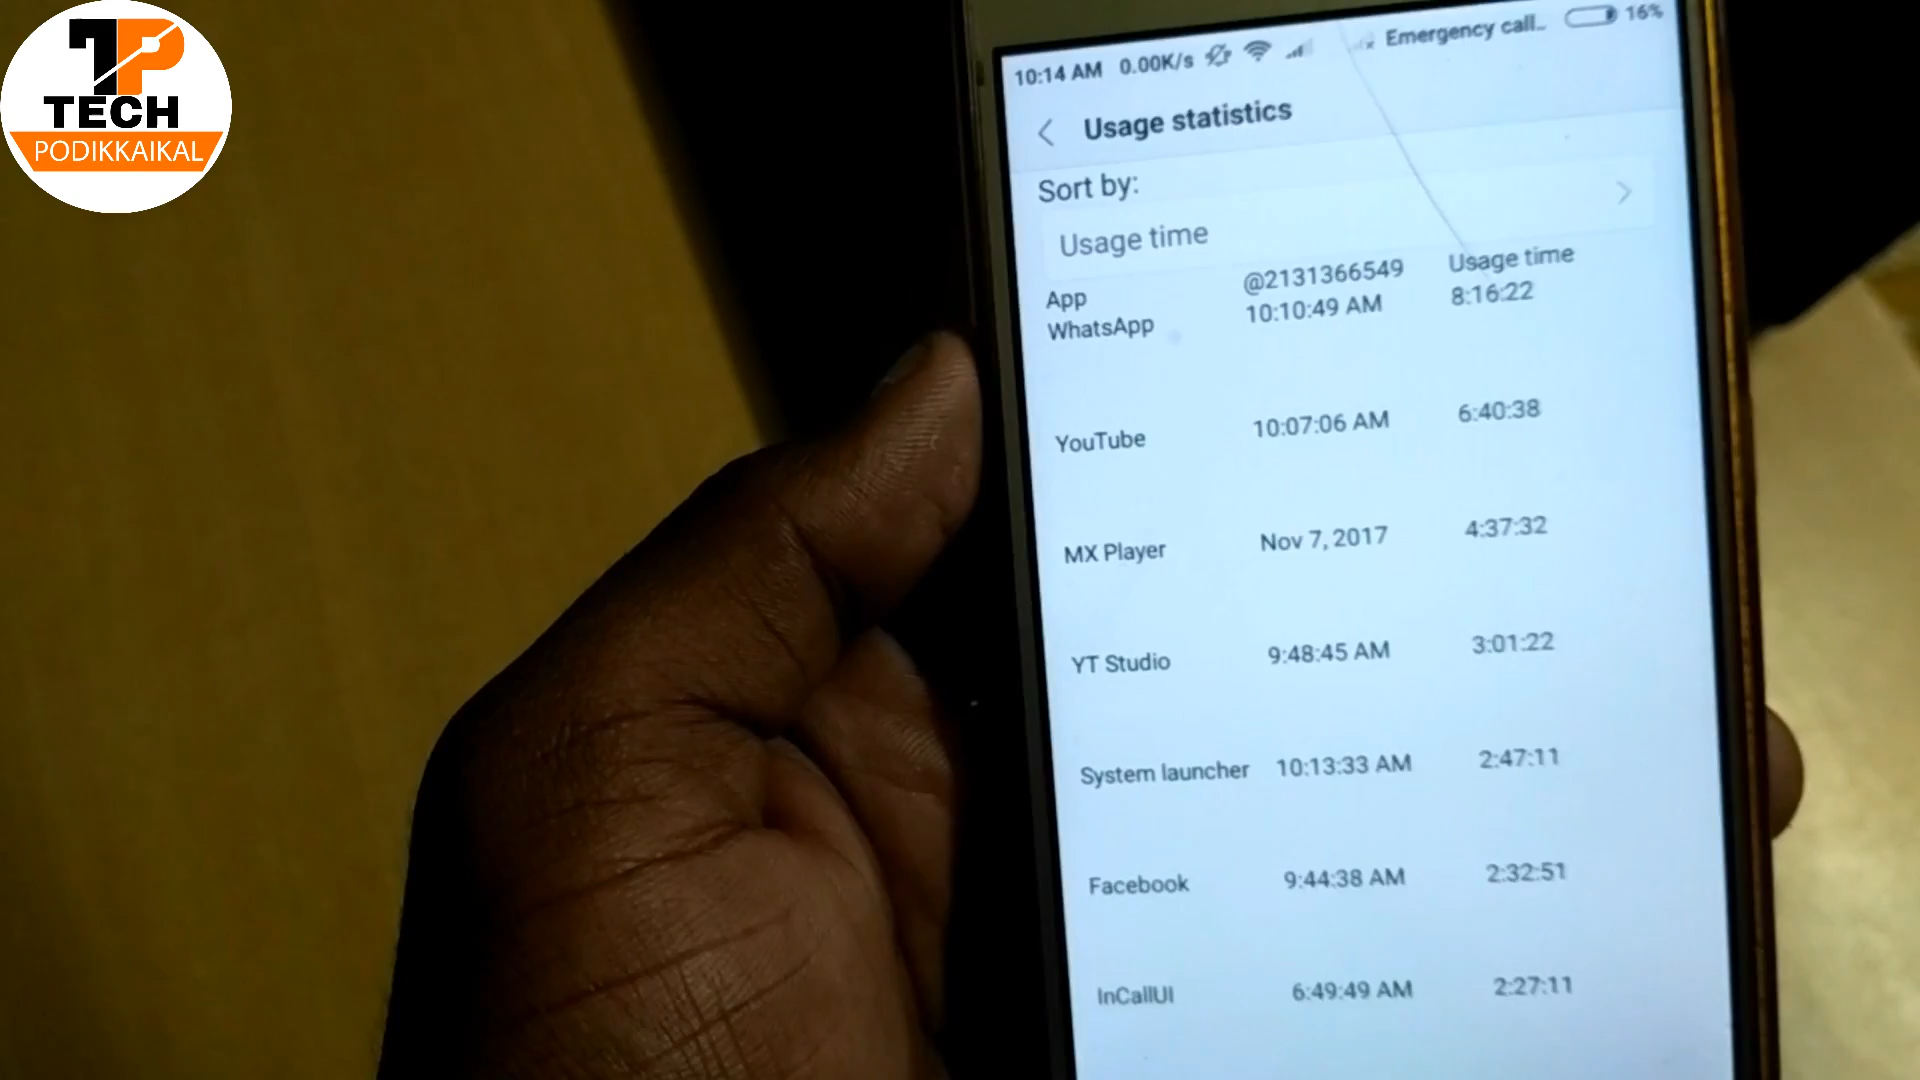 TP
TECH
PODIKKAIKAL
10:14 AM 0.00K/s Emergency call.. 16%
Usage statistics
Sort by:
Usage time
App @2131366549 Usage time
WhatsApp 10:10:49 AM 8:16:22
YouTube 10:07:06 AM 6:40:38
MX Player Nov 7, 2017 4:37:32
YT Studio 9:48:45 AM 3:01:22
System launcher 10:13:33 AM 2:47:11
Facebook 9:44:38 AM 2:32:51
InCallUI 6:49:49 AM 2:27:11